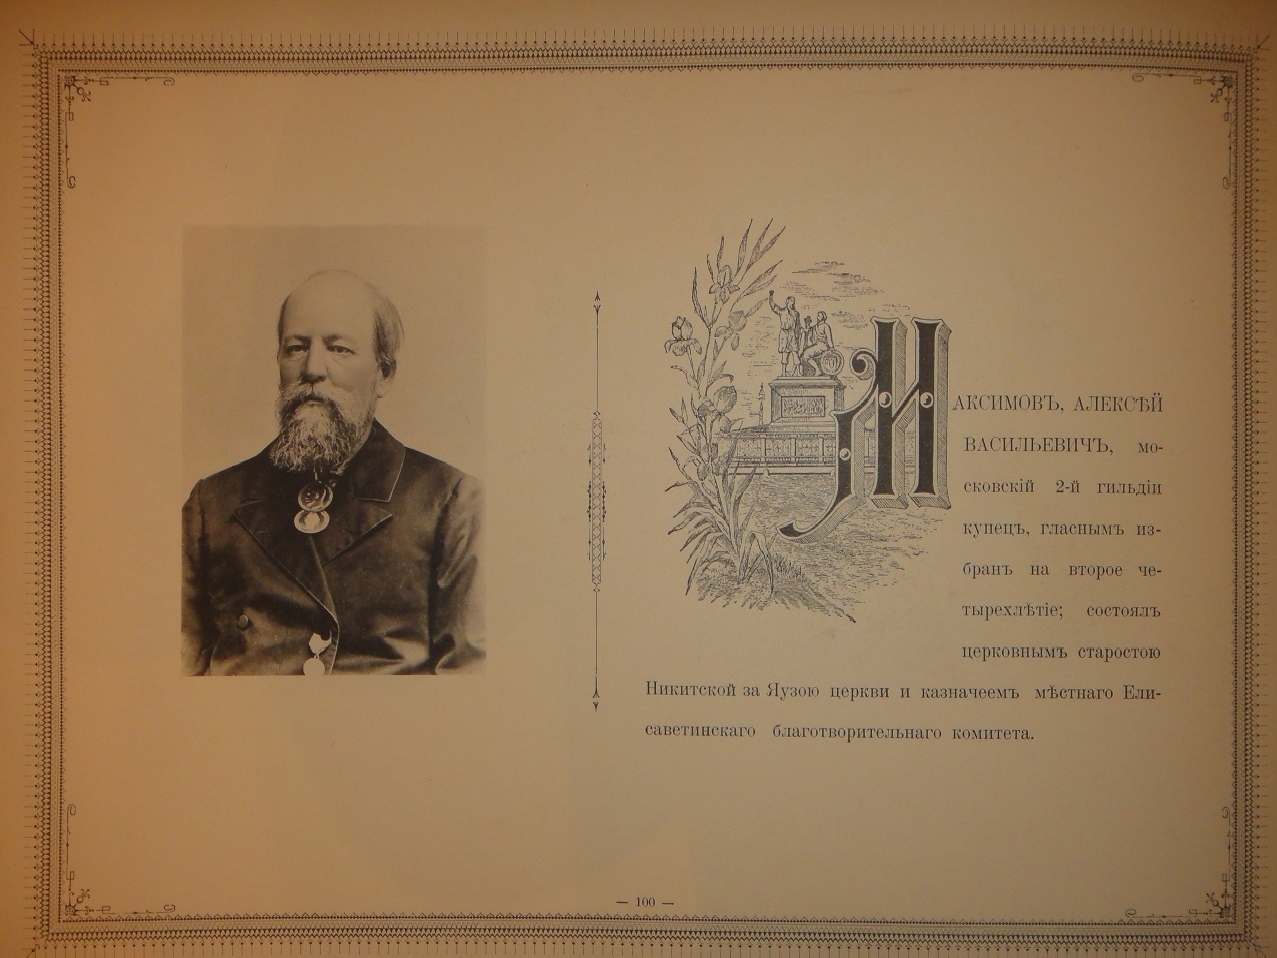 МАКСИМОВЪ, АЛЕКСѢЙ
ВАСИЛЬЕВИЧЪ, мо-
сковскій 2-й гильдіи
купецъ, гласнымъ из-
бранъ на второе че-
тырехлѣтіе; состоялъ
церковнымъ старостою
Никитской за Яузою церкви и казначеемъ мѣстнаго Ели-
саветинскаго благотворительнаго комитета.
— 100 —